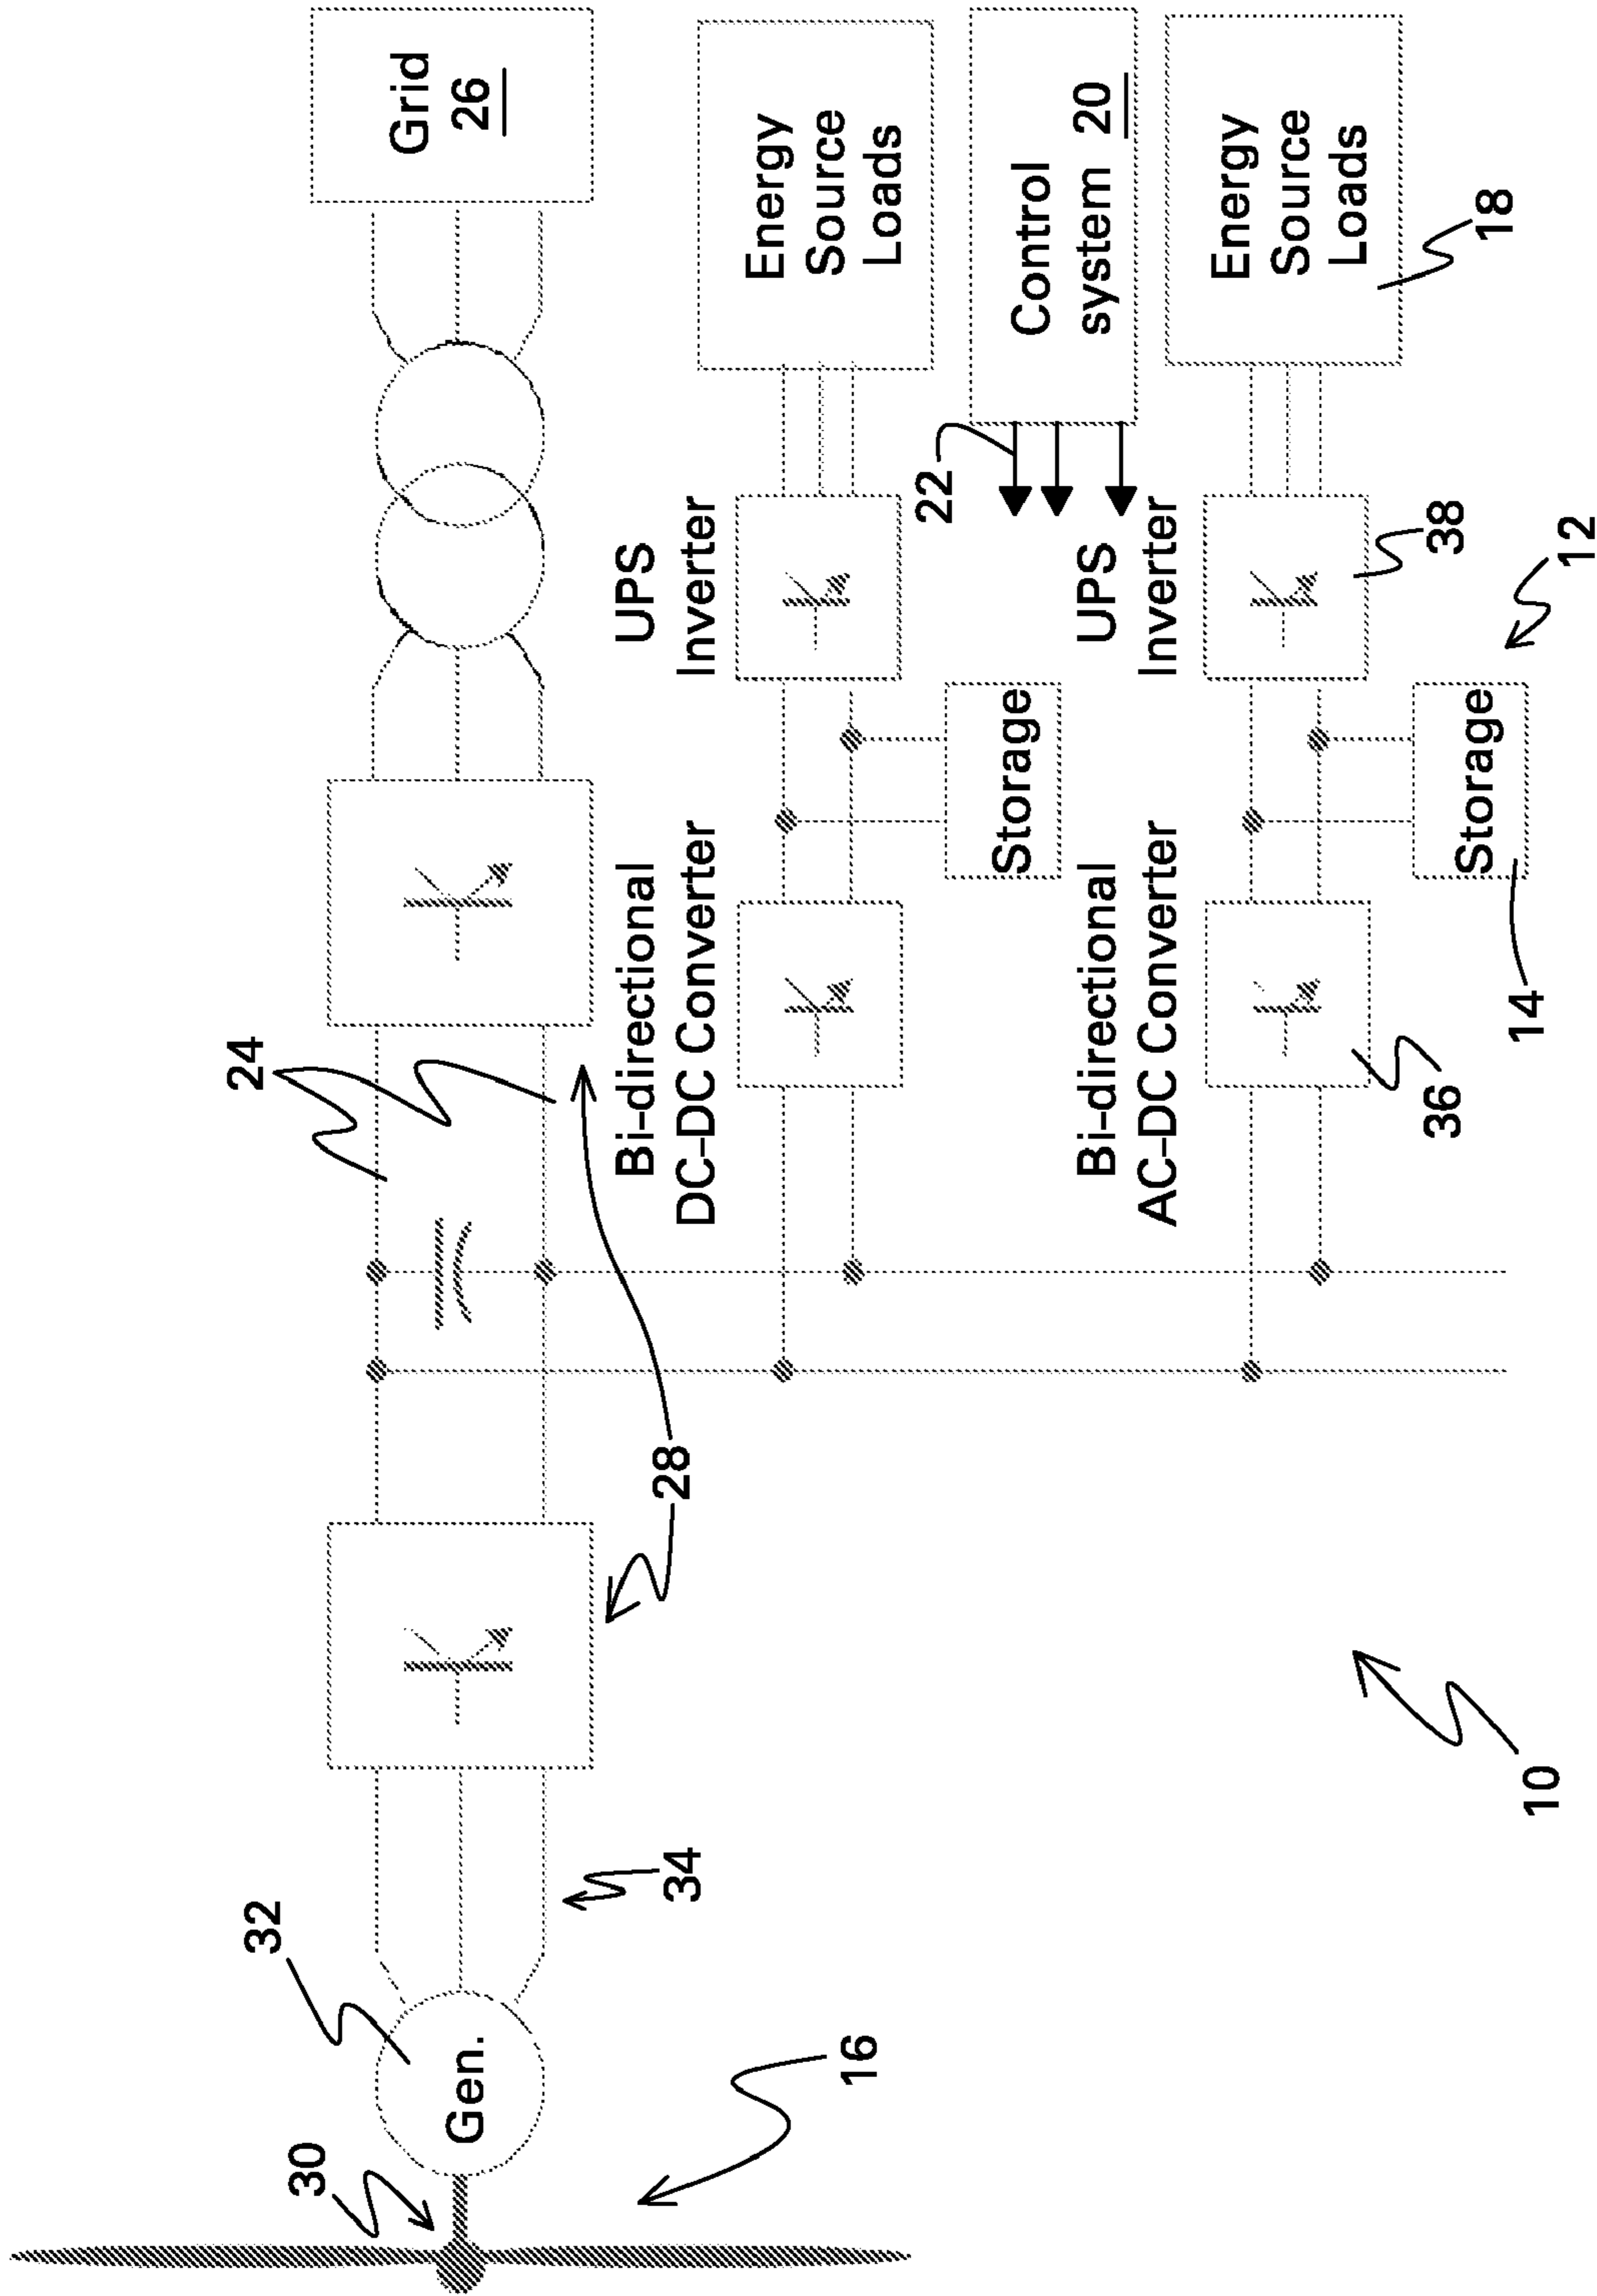 30
32
Gen.
16
34
28
24
Grid
26
10
Bi-directional
DC-DC Converter
UPS
Inverter
Storage
Energy
Source
Loads
22
Control
system 20
Bi-directional
AC-DC Converter
UPS
Inverter
Energy
Source
Loads
18
36
38
Storage
14
12